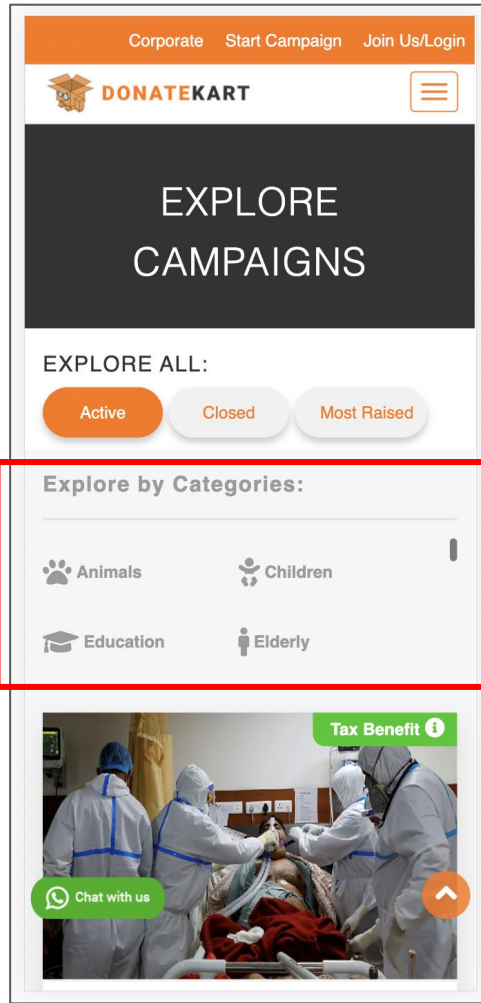 Corporate Start Campaign Join Us/Login
DONATEKART
EXPLORE
CAMPAIGNS
EXPLORE ALL:
Active Closed Most Raised
Explore by Categories:
Animals Children
Education Elderly
Tax Benefit i
Chat with us